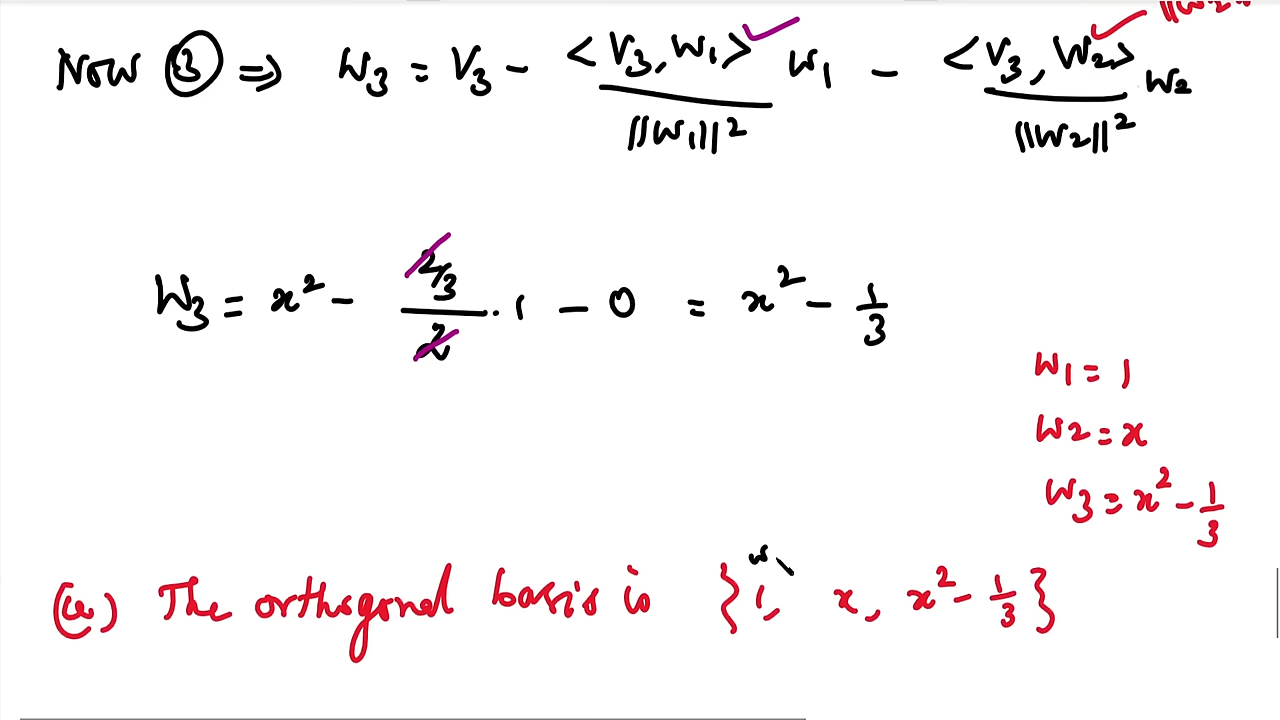 Now ③ ⇒ W3 = V3 - <V3, W1> / ||W1||² W1 - <V3, W2> / ||W2||² W2
W3 = x² - (2/3)/2 · 1 - 0 = x² - 1/3
W1 = 1
W2 = x
W3 = x² - 1/3
(a) The orthogonal basis is {1, x, x² - 1/3}